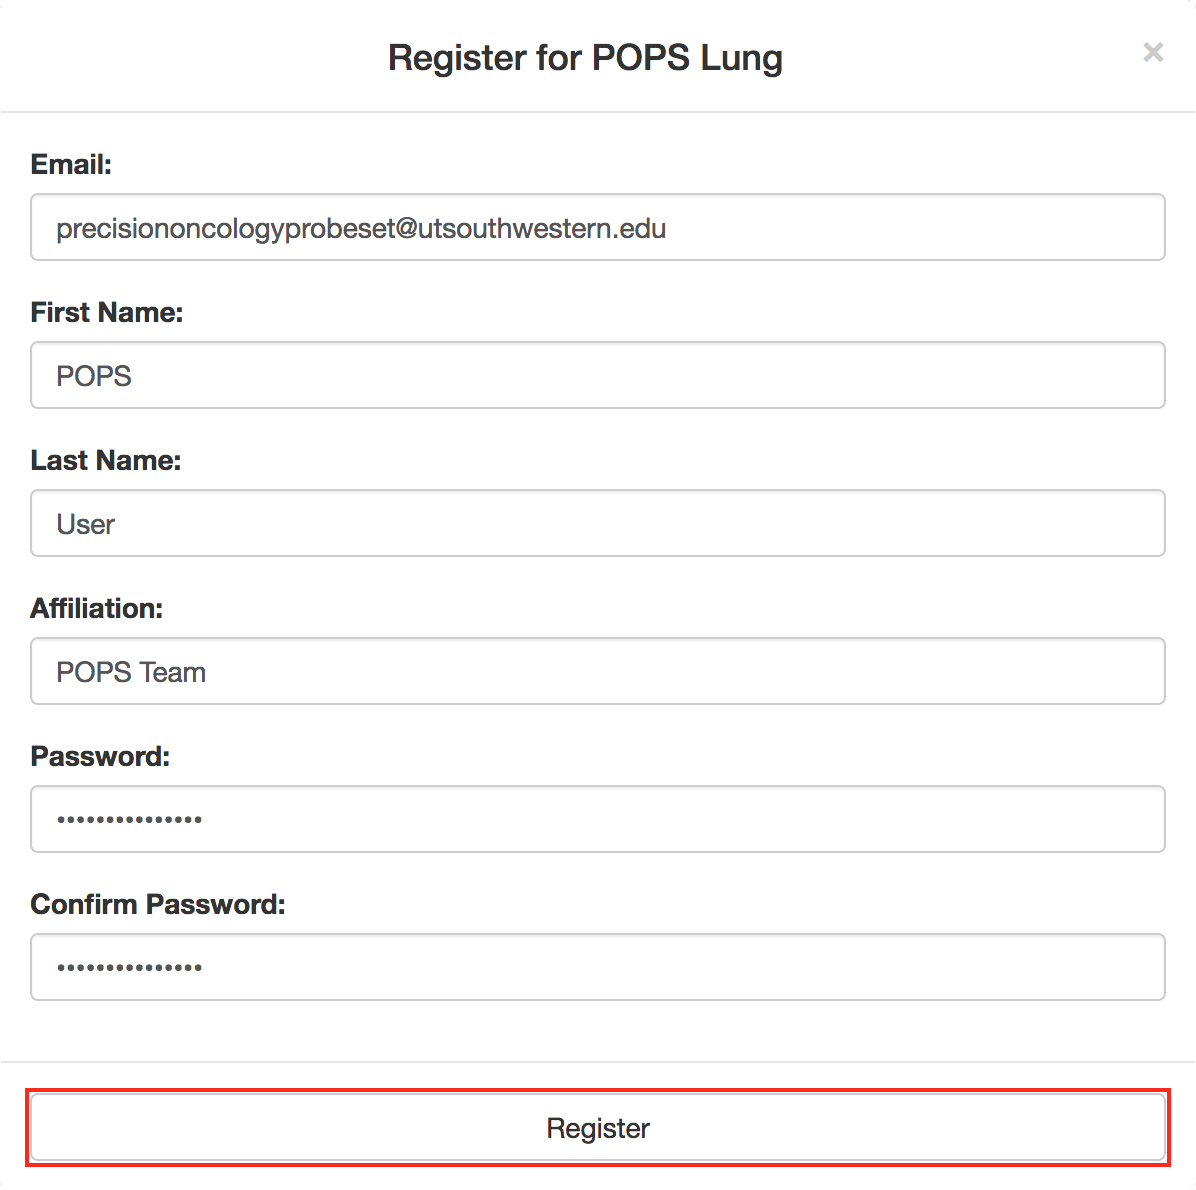 Register for POPS Lung
×
Email:
precisiononcologyprobeset@utsouthwestern.edu
First Name:
POPS
Last Name:
User
Affiliation:
POPS Team
Password:
•••••••••••••••
Confirm Password:
•••••••••••••••
Register